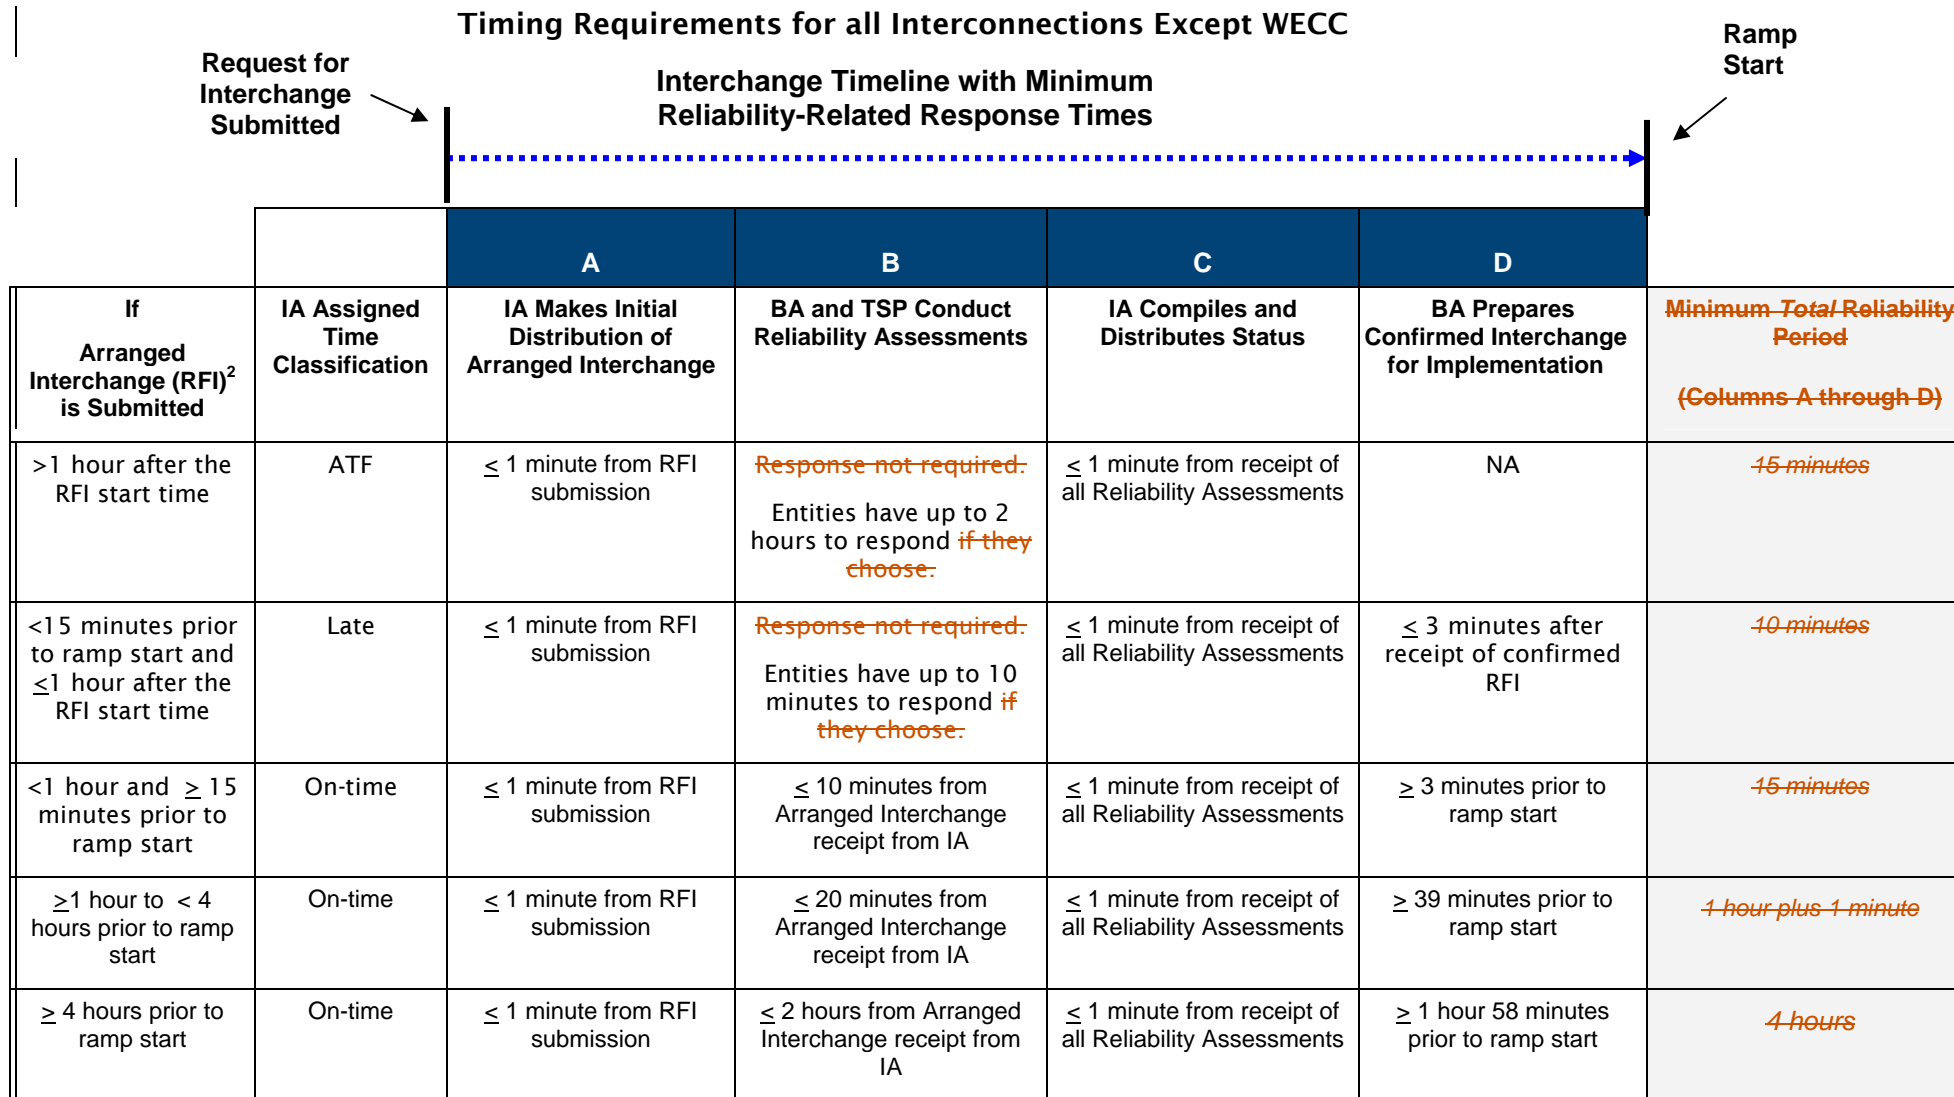 Timing Requirements for all Interconnections Except WECC
Request for
Interchange
Submitted
Interchange Timeline with Minimum
Reliability-Related Response Times
Ramp
Start
A
B
C
D
If
Arranged
Interchange (RFI)2
is Submitted
IA Assigned
Time
Classification
IA Makes Initial
Distribution of
Arranged Interchange
BA and TSP Conduct
Reliability Assessments
IA Compiles and
Distributes Status
BA Prepares
Confirmed Interchange
for Implementation
Minimum Total Reliability
Period
(Columns A through D)
>1 hour after the
RFI start time
ATF
< 1 minute from RFI
submission
Response not required.
Entities have up to 2
hours to respond if they
choose.
< 1 minute from receipt of
all Reliability Assessments
NA
15 minutes
<15 minutes prior
to ramp start and
<1 hour after the
RFI start time
Late
< 1 minute from RFI
submission
Response not required.
Entities have up to 10
minutes to respond if
they choose.
< 1 minute from receipt of
all Reliability Assessments
< 3 minutes after
receipt of confirmed
RFI
10 minutes
<1 hour and > 15
minutes prior to
ramp start
On-time
< 1 minute from RFI
submission
< 10 minutes from
Arranged Interchange
receipt from IA
< 1 minute from receipt of
all Reliability Assessments
> 3 minutes prior to
ramp start
15 minutes
>1 hour to < 4
hours prior to ramp
start
On-time
< 1 minute from RFI
submission
< 20 minutes from
Arranged Interchange
receipt from IA
< 1 minute from receipt of
all Reliability Assessments
> 39 minutes prior to
ramp start
1 hour plus 1 minute
> 4 hours prior to
ramp start
On-time
< 1 minute from RFI
submission
< 2 hours from Arranged
Interchange receipt from
IA
< 1 minute from receipt of
all Reliability Assessments
> 1 hour 58 minutes
prior to ramp start
4 hours